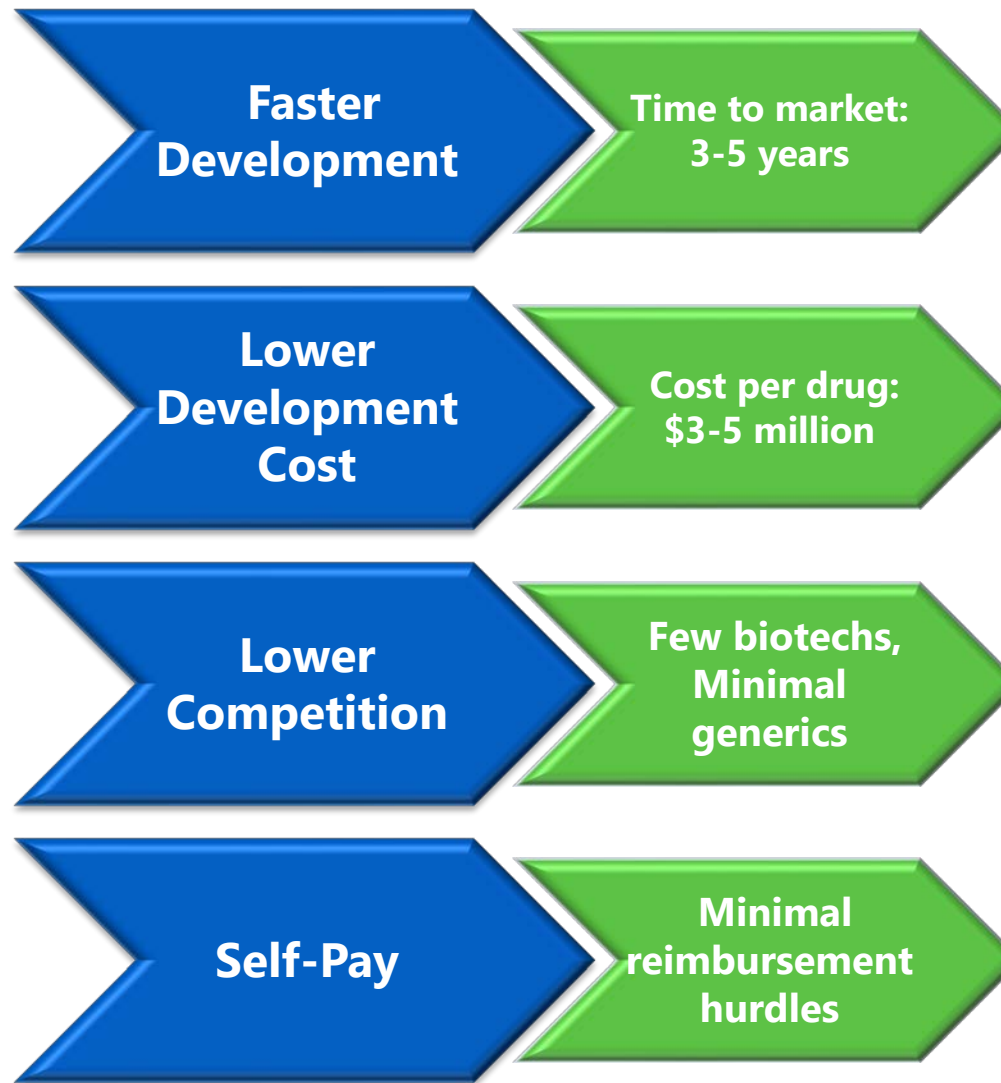 Faster
Development
Time to market:
3-5 years
Lower
Development
Cost
Cost per drug:
$3-5 million
Lower
Competition
Few biotechs,
Minimal
generics
Self-Pay
Minimal
reimbursement
hurdles